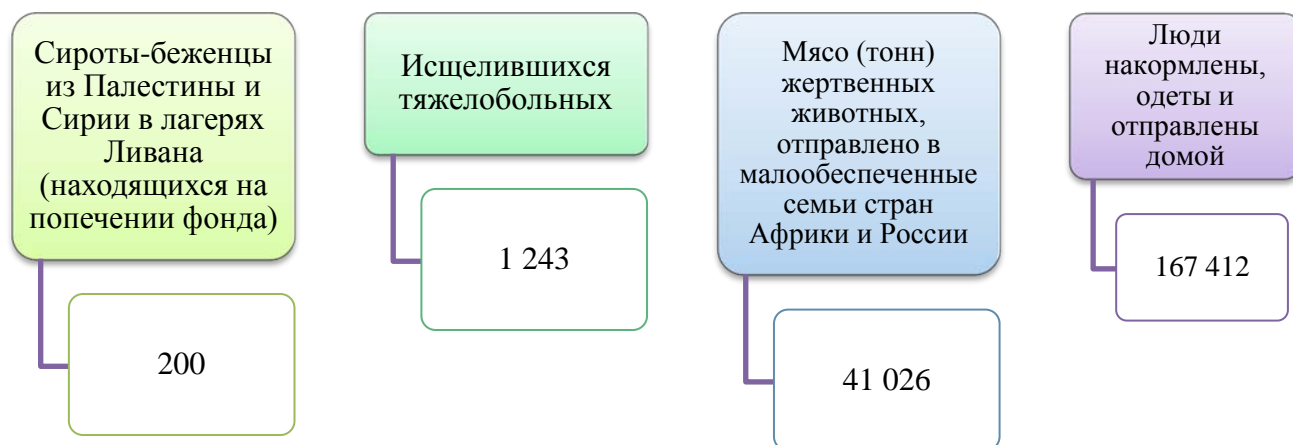 Сироты-беженцы
из Палестины и
Сирии в лагерях
Ливана
(находящихся на
попечении фонда)
200
Исщелившихся
тяжелобольных
1 243
Мясо (тонн)
жертвенных
животных,
отправлено в
малообеспеченные
семьи стран
Африки и России
41 026
Люди
накормлены,
одеты и
отправлены
домой
167 412